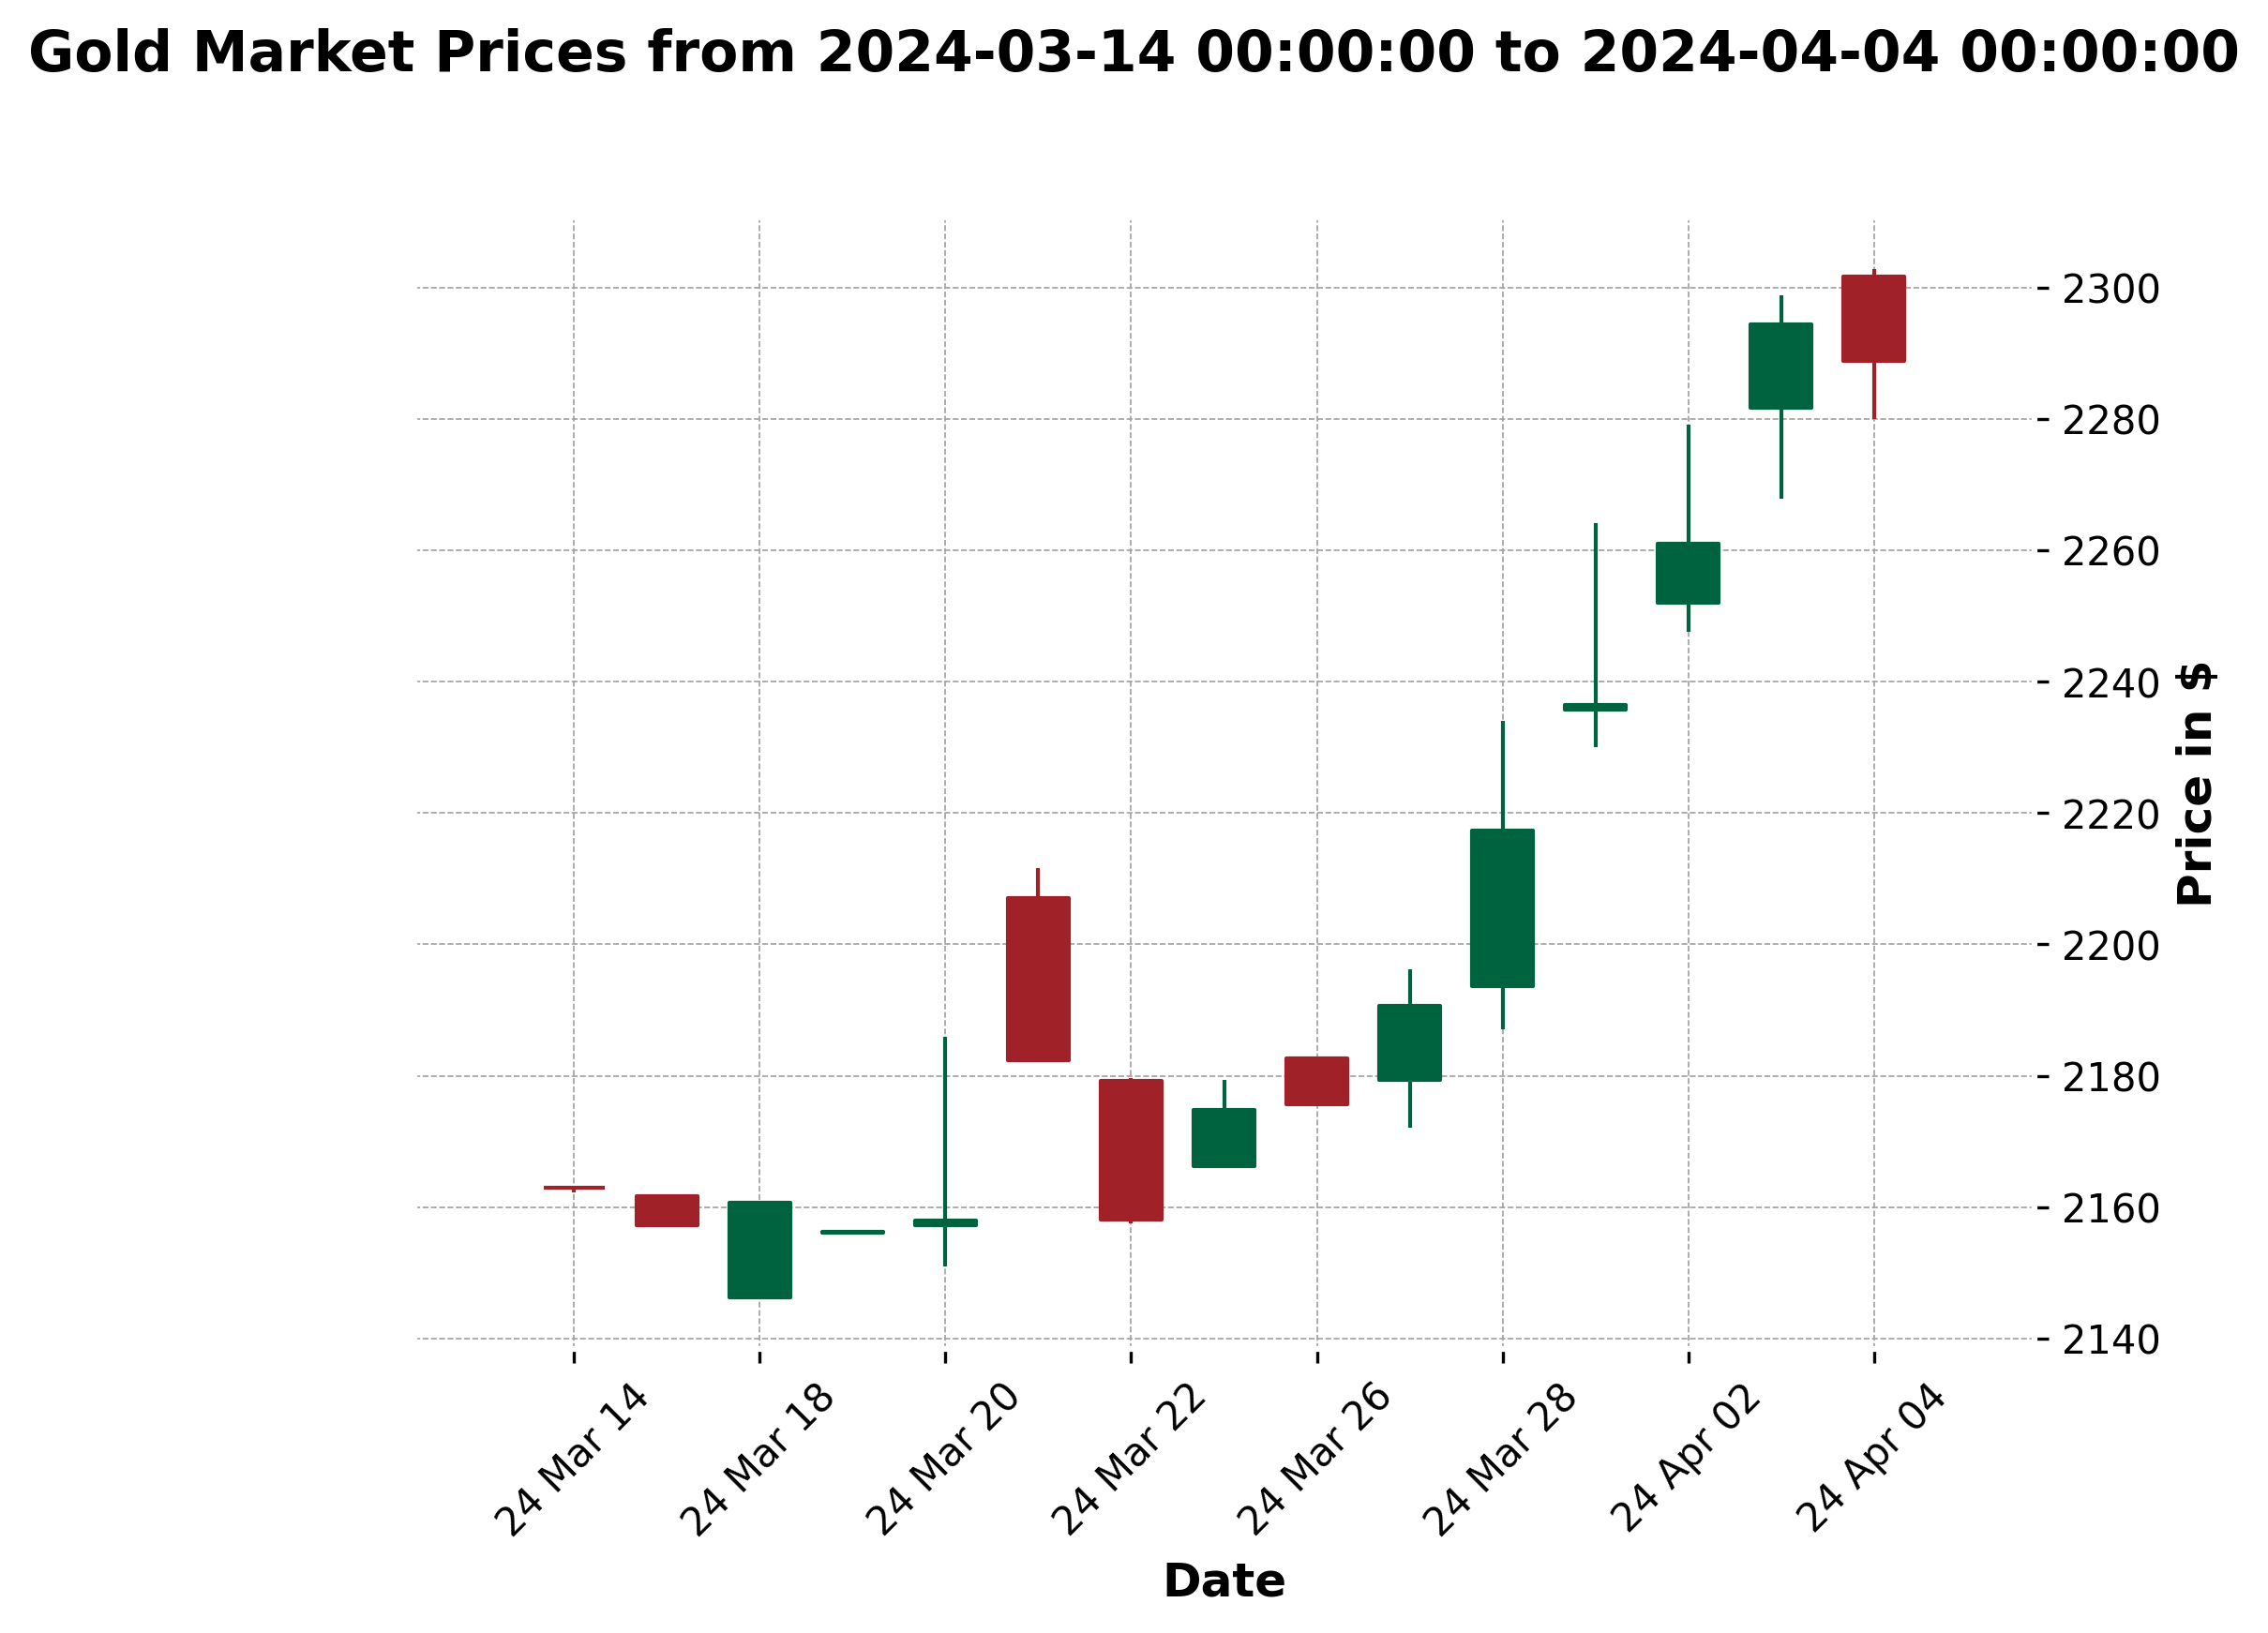 Gold Market Prices from 2024-03-14 00:00:00 to 2024-04-04 00:00:00
2300
2280
2260
2240
2220
2200
2180
2160
2140
Price in $
24 Mar 14
24 Mar 18
24 Mar 20
24 Mar 22
24 Mar 26
24 Mar 28
24 Apr 02
24 Apr 04
Date